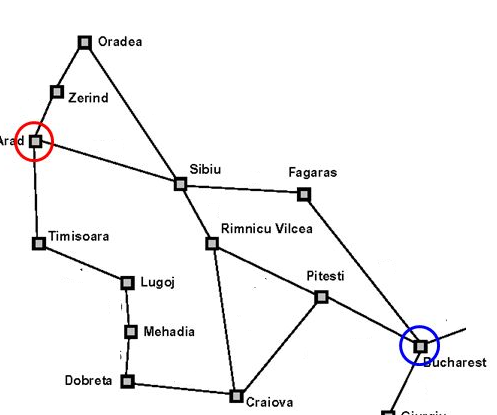 Oradea
Zerind
Arad
Sibiu
Fagaras
Timisoara
Rimnicu Vilcea
Lugoj
Pitesti
Mehadia
Bucharest
Dobreta
Craiova